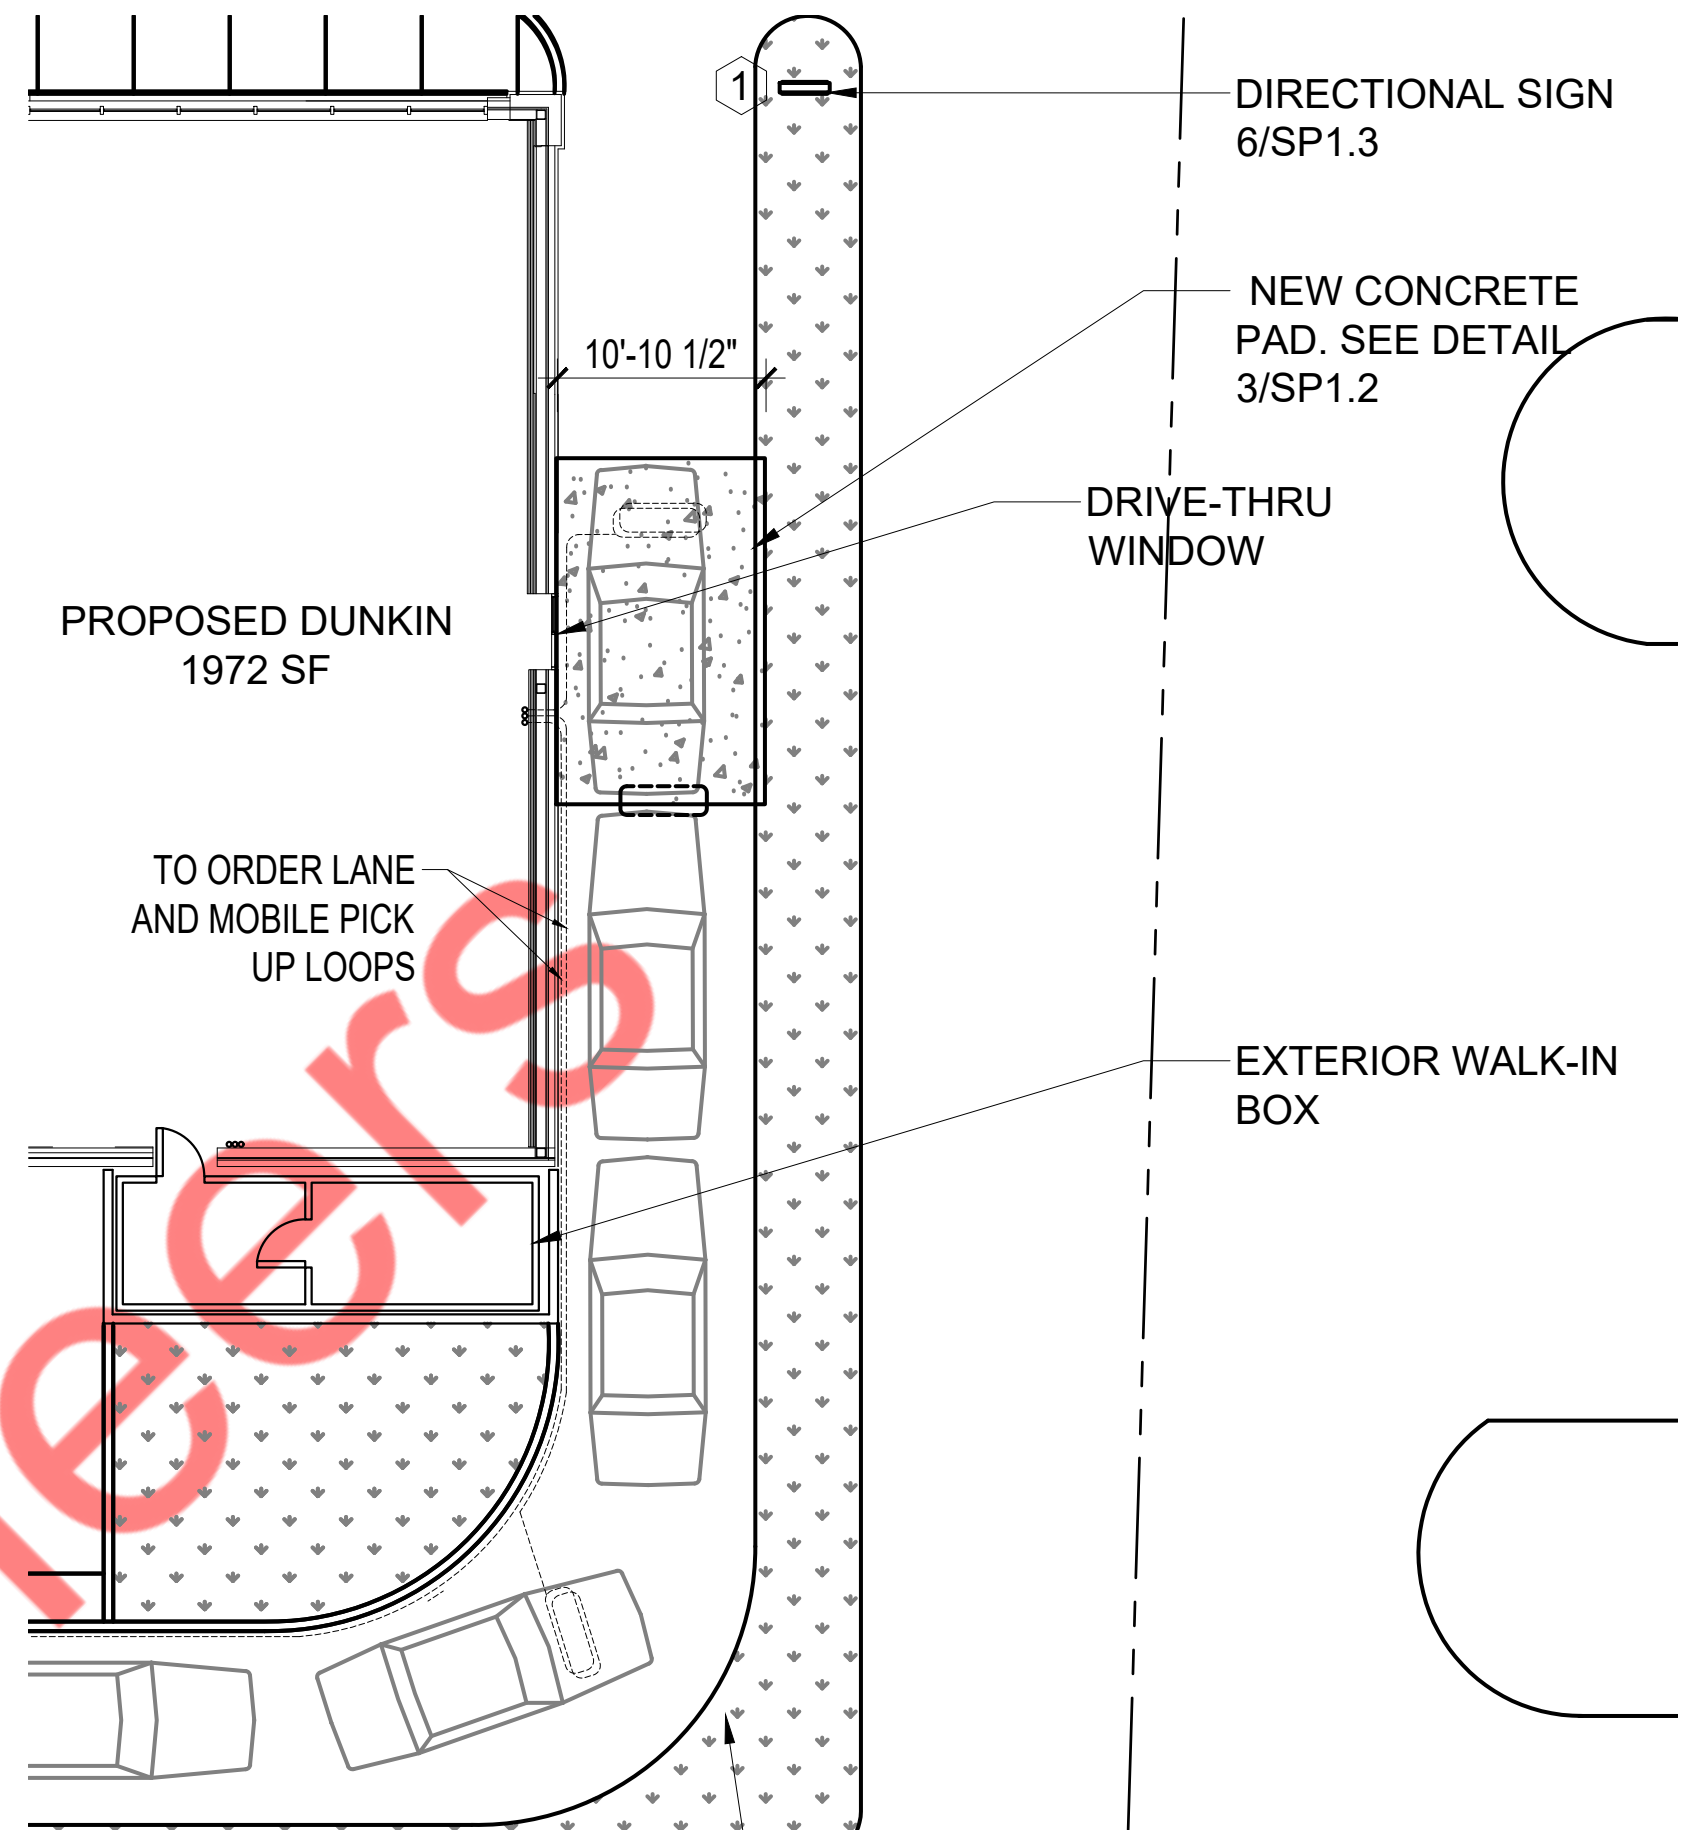 1
DIRECTIONAL SIGN
6/SP1.3
NEW CONCRETE
PAD. SEE DETAIL
3/SP1.2
10'-10 1/2"
DRIVE-THRU
WINDOW
PROPOSED DUNKIN
1972 SF
TO ORDER LANE
AND MOBILE PICK
UP LOOPS
EXTERIOR WALK-IN
BOX
eers